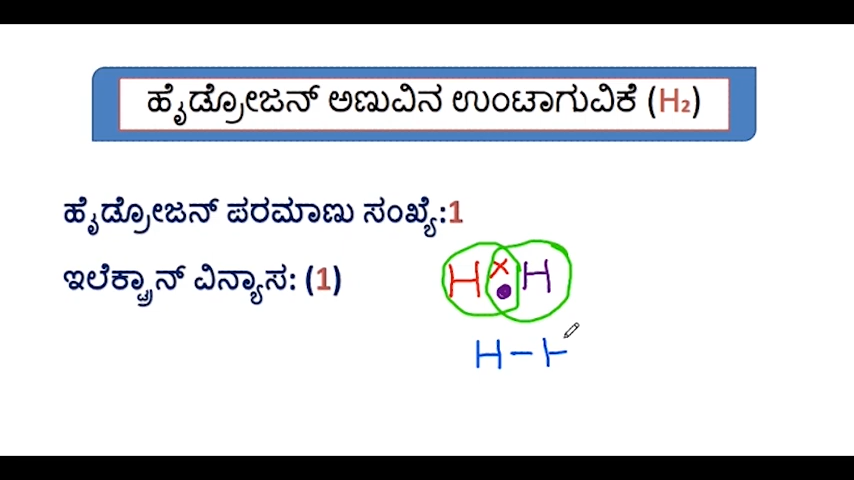 ಹೈಡ್ರೋಜನ್ ಅಣುವಿನ ಉಂಟಾಗುವಿಕೆ (H₂)
ಹೈಡ್ರೋಜನ್ ಪರಮಾಣು ಸಂಖ್ಯೆ:1
ಇಲೆಕ್ಟ್ರಾನ್ ವಿನ್ಯಾಸ: (1)
H x H
H –